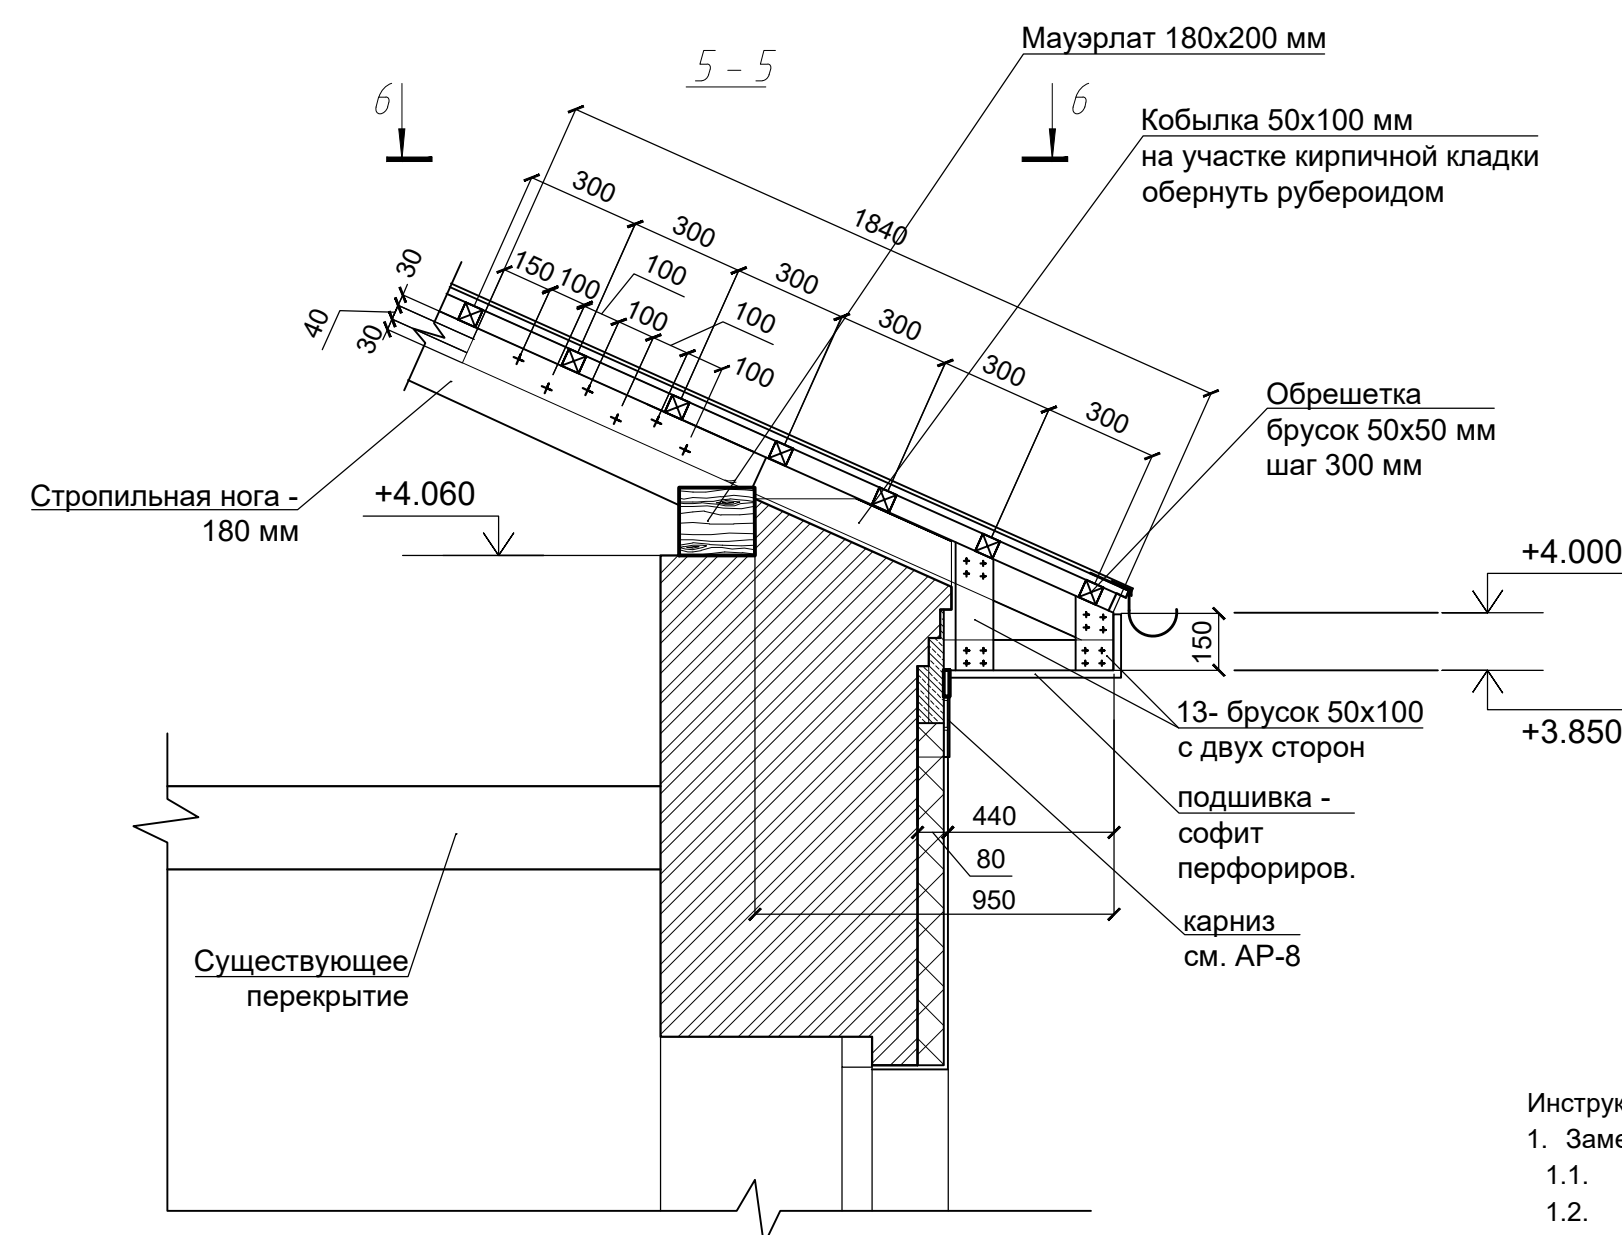 5 - 5
6
6
Мауэрлат 180х200 мм
Кобылка 50х100 мм
на участке кирпичной кладки
обернуть рубероидом
1840
300
300
300
300
300
300
150
100
100
100
100
100
30
40
30
Обрешетка
брусок 50х50 мм
шаг 300 мм
Стропильная нога -
180 мм
+4.060
+4.000
150
+3.850
13- брусок 50х100
с двух сторон
подшивка -
софит
перфориров.
440
80
950
карниз
см. АР-8
Существующее
перекрытие
Инструк
1. Заме
1.1.
1.2.